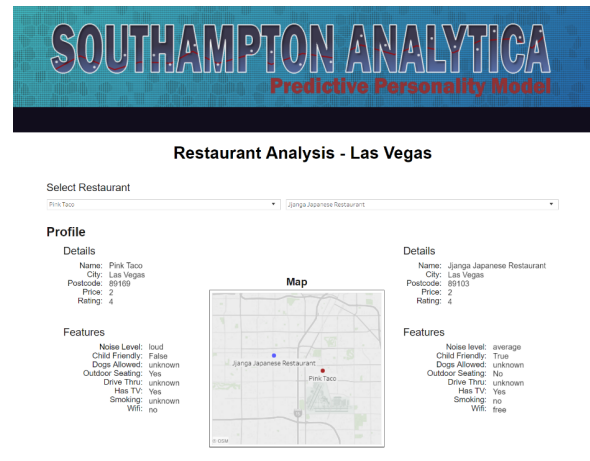 SOUTHAMPTON ANALYTICA
Predictive Personality Model
Restaurant Analysis - Las Vegas
Select Restaurant
Pink Taco
Jjanga Japanese Restaurant
Profile
Details
Name: Pink Taco
City: Las Vegas
Postcode: 89169
Price: 2
Rating: 4
Features
Noise Level: loud
Child Friendly: False
Dogs Allowed: unknown
Outdoor Seating: Yes
Drive Thru: unknown
Has TV: Yes
Smoking: unknown
Wifi: no
Map
Jjanga Japanese Restaurant
Pink Taco
© OSM
Details
Name: Jjanga Japanese Restaurant
City: Las Vegas
Postcode: 89103
Price: 2
Rating: 4
Features
Noise level: average
Child Friendly: True
Dogs Allowed: unknown
Outdoor Seating: No
Drive Thru: unknown
Has TV: Yes
Smoking: no
Wifi: free